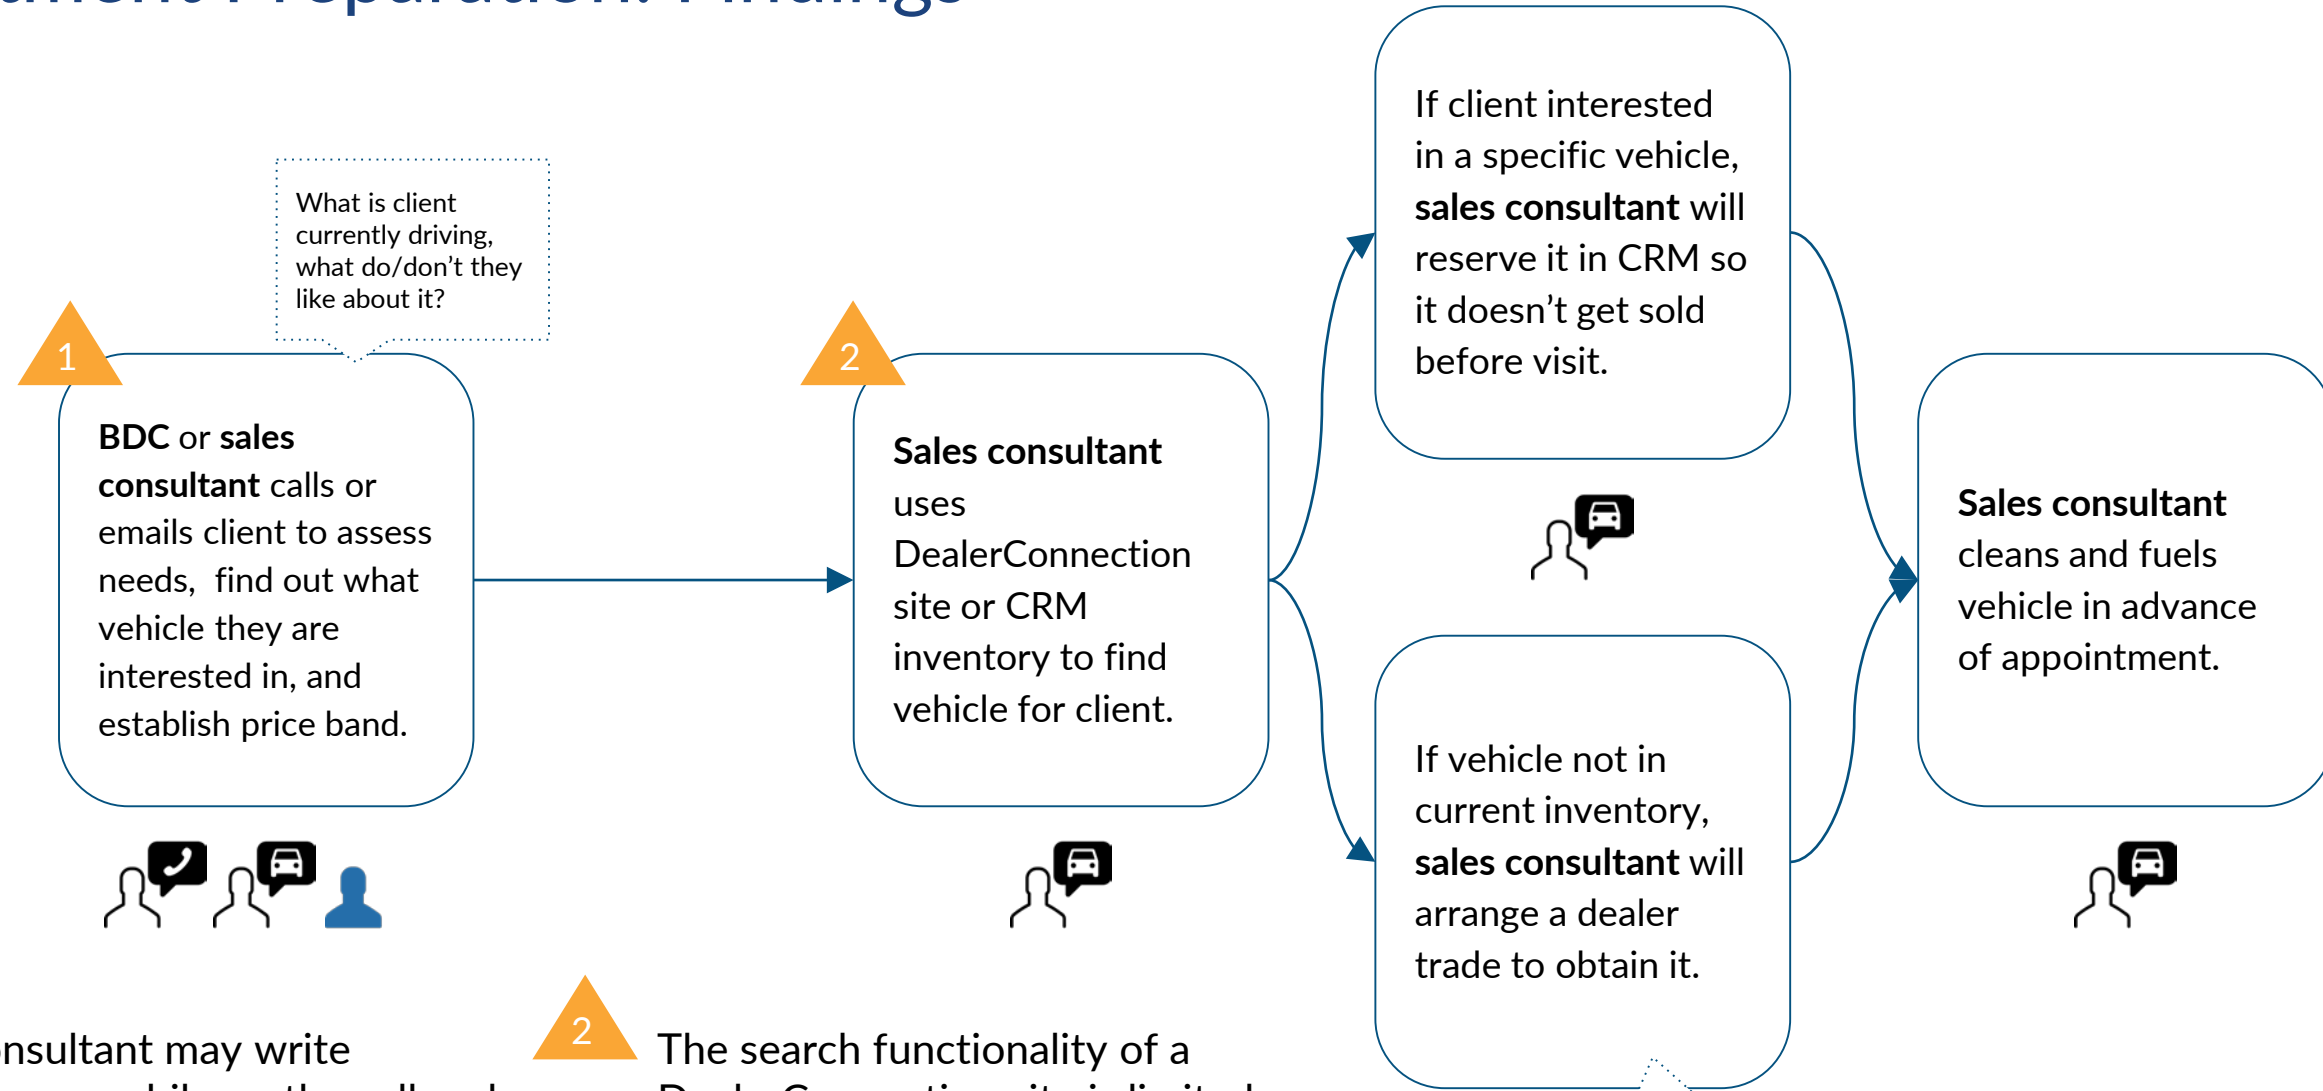 Preparation: Findings
What is client
currently driving,
what do/don’t they
like about it?
1
BDC or sales
consultant calls or
emails client to assess
needs,  find out what
vehicle they are
interested in, and
establish price band.
2
Sales consultant
uses
DealerConnection
site or CRM
inventory to find
vehicle for client.
If client interested
in a specific vehicle,
sales consultant will
reserve it in CRM so
it doesn’t get sold
before visit.
If vehicle not in
current inventory,
sales consultant will
arrange a dealer
trade to obtain it.
Sales consultant
cleans and fuels
vehicle in advance
of appointment.
onsultant may write
2
The search functionality of a